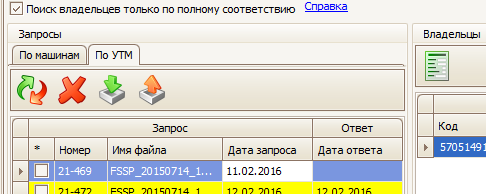 Поиск владельцев только по полному соответствию Справка
Запросы
По машинам По УТМ
Запрос Ответ
* Номер Имя файла Дата запроса Дата ответа
21-469 FSSP_20150714_1... 11.02.2016
21-472 FSSP_20150714_1... 12.02.2016 12.02.2016
Владельцы
Код
57051491